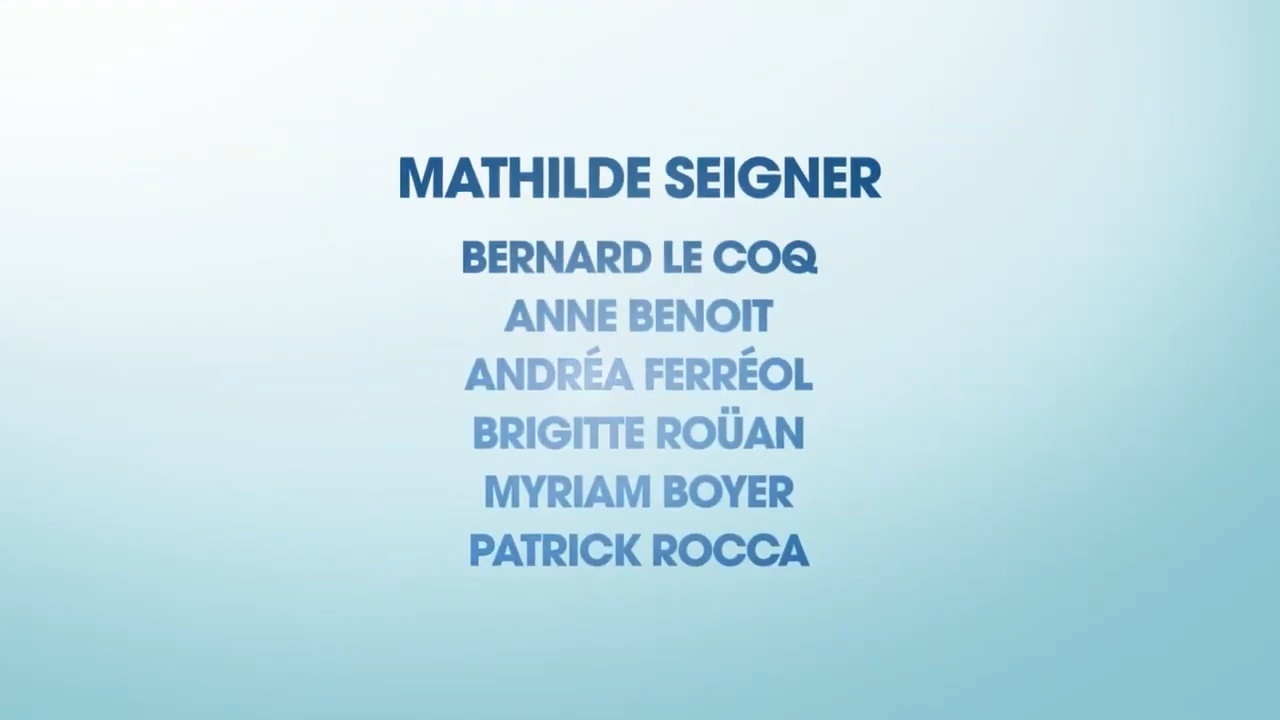 MATHILDE SEIGNER
BERNARD LE COQ
ANNE BENOIT
ANDRÉA FERRÉOL
BRIGITTE ROÜAN
MYRIAM BOYER
PATRICK ROCCA